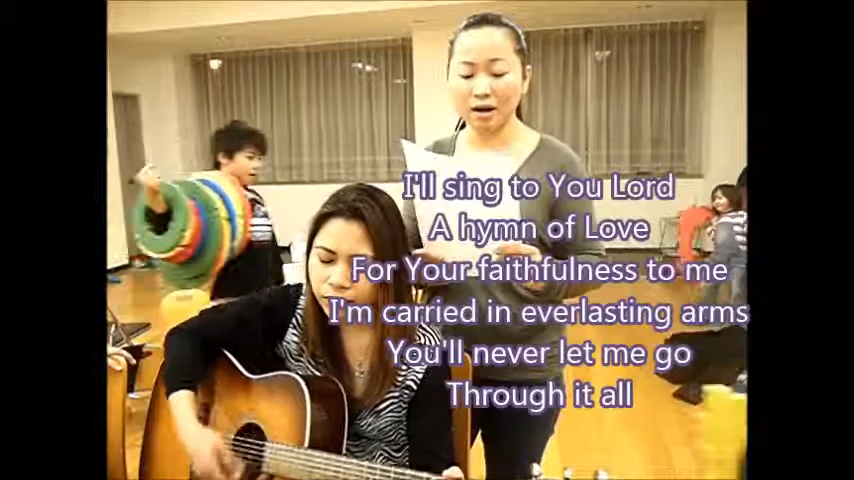 I'll sing to You Lord
A hymn of Love
For Your faithfulness to me
I'm carried in everlasting arms
You'll never let me go
Through it all